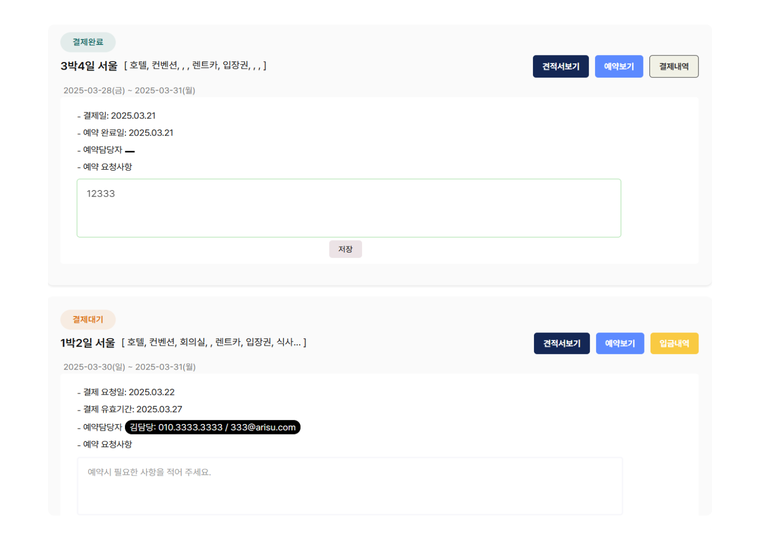 결제완료
3박4일 서울 [ 호텔, 컨벤션, , , 렌트카, 입장권, , , ]
견적서보기 예약보기 결제내역
2025-03-28(금) ~ 2025-03-31(월)
- 결제일: 2025.03.21
- 예약 완료일: 2025.03.21
- 예약담당자
- 예약 요청사항
12333
저장
결제대기
1박2일 서울 [ 호텔, 컨벤션, 회의실, , 렌트카, 입장권, 식사... ]
견적서보기 예약보기 입금내역
2025-03-30(일) ~ 2025-03-31(월)
- 결제 요청일: 2025.03.22
- 결제 유효기간: 2025.03.27
- 예약담당자 김담당: 010.3333.3333 / 333@arisu.com
- 예약 요청사항
예약시 필요한 사항을 적어 주세요.